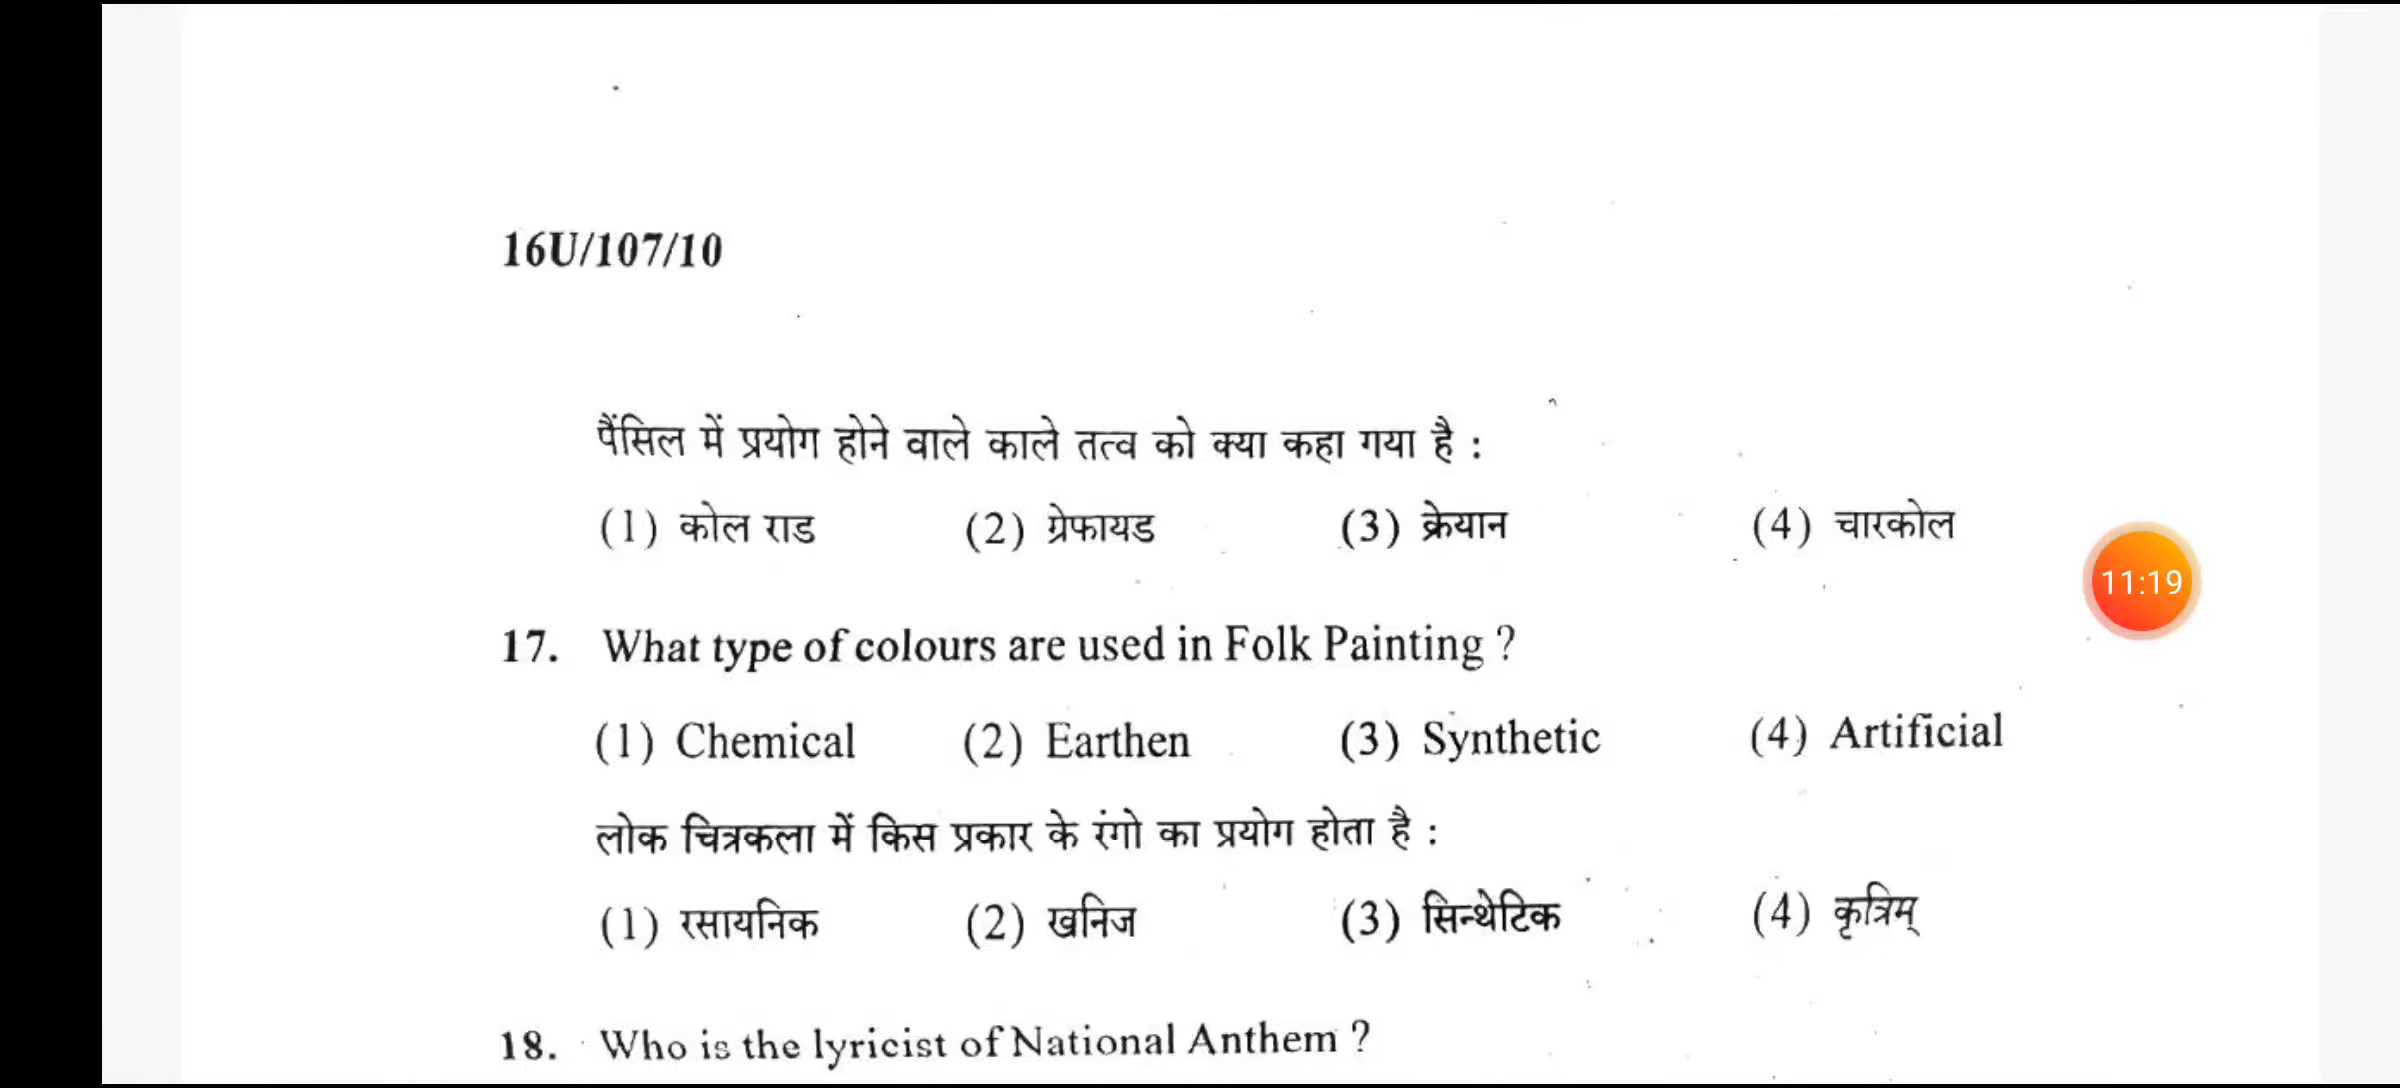 16U/107/10
पैंसिल में प्रयोग होने वाले काले तत्व को क्या कहा गया है :
(1) कोल राड (2) ग्रेफायड (3) क्रेयान (4) चारकोल
11:19
17. What type of colours are used in Folk Painting ?
(1) Chemical (2) Earthen (3) Synthetic (4) Artificial
लोक चित्रकला में किस प्रकार के रंगो का प्रयोग होता है :
(1) रसायनिक (2) खनिज (3) सिन्थेटिक (4) कृत्रिम्
18. Who is the lyricist of National Anthem ?